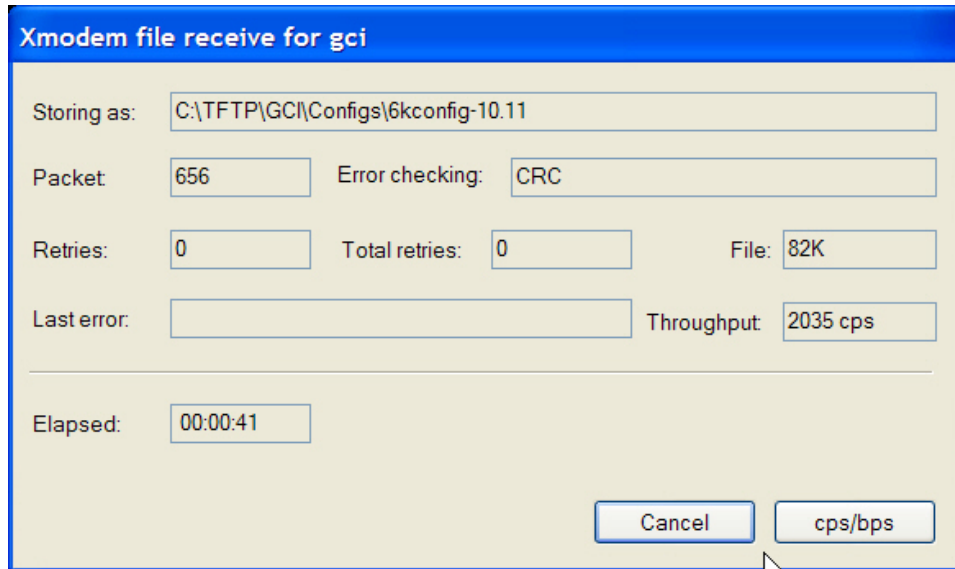 Xmodem file receive for gci
Storing as: C:\TFTP\GCI\Configs\6kconfig-10.11
Packet: 656 Error checking: CRC
Retries: 0 Total retries: 0 File: 82K
Last error: Throughput: 2035 cps
Elapsed: 00:00:41
Cancel cps/bps